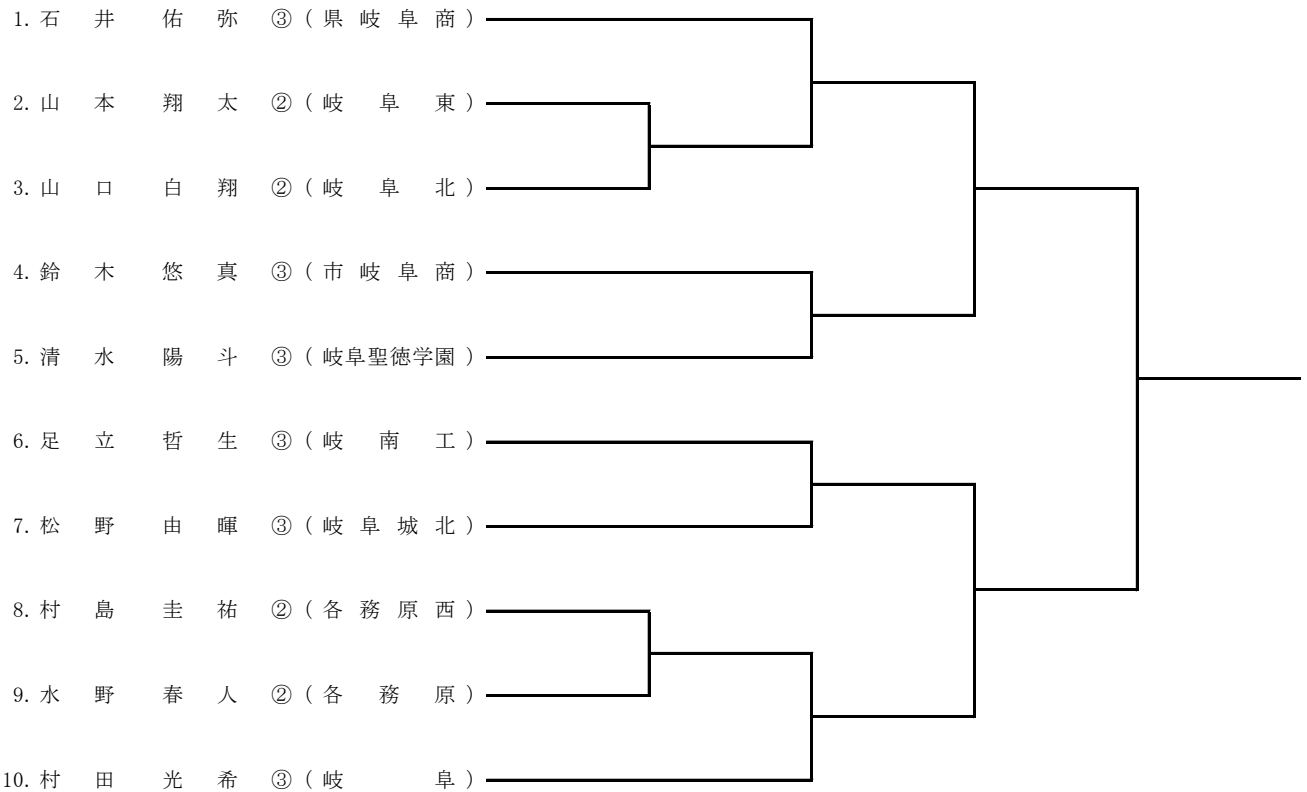 1. 石井佑弥 ③ (県岐阜商)
2. 山本翔太 ② (岐阜東)
3. 山口白翔 ② (岐阜北)
4. 鈴木悠真 ③ (市岐阜商)
5. 清水陽斗 ③ (岐阜聖徳学園)
6. 足立哲生 ③ (岐南工)
7. 松野由暉 ③ (岐阜城北)
8. 村島圭祐 ② (各務原西)
9. 水野春人 ② (各務原)
10. 村田光希 ③ (岐阜)